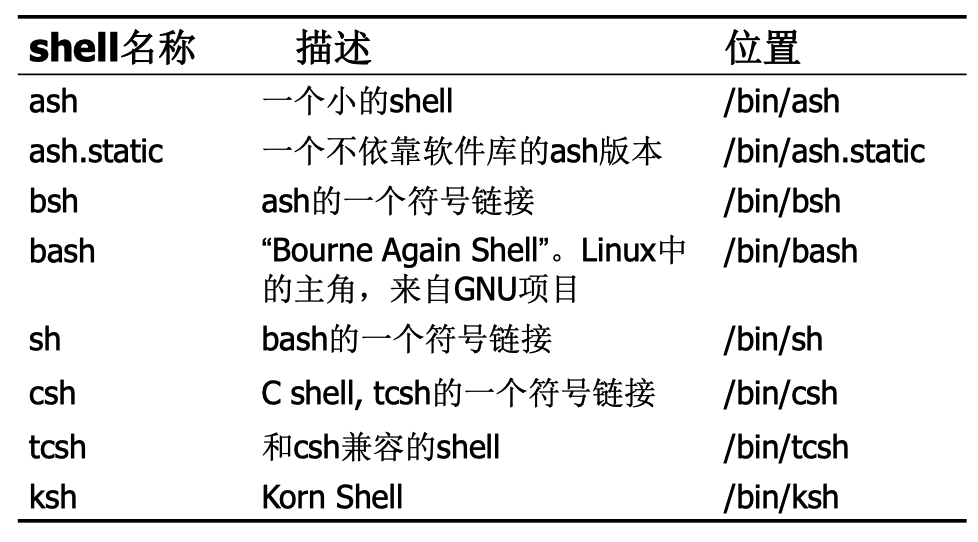 shell名称 描述 位置
ash 一个小的shell /bin/ash
ash.static 一个不依靠软件库的ash版本 /bin/ash.static
bsh ash的一个符号链接 /bin/bsh
bash “Bourne Again Shell”。Linux中 /bin/bash
的主角，来自GNU项目
sh bash的一个符号链接 /bin/sh
csh C shell, tcsh的一个符号链接 /bin/csh
tcsh 和csh兼容的shell /bin/tcsh
ksh Korn Shell /bin/ksh